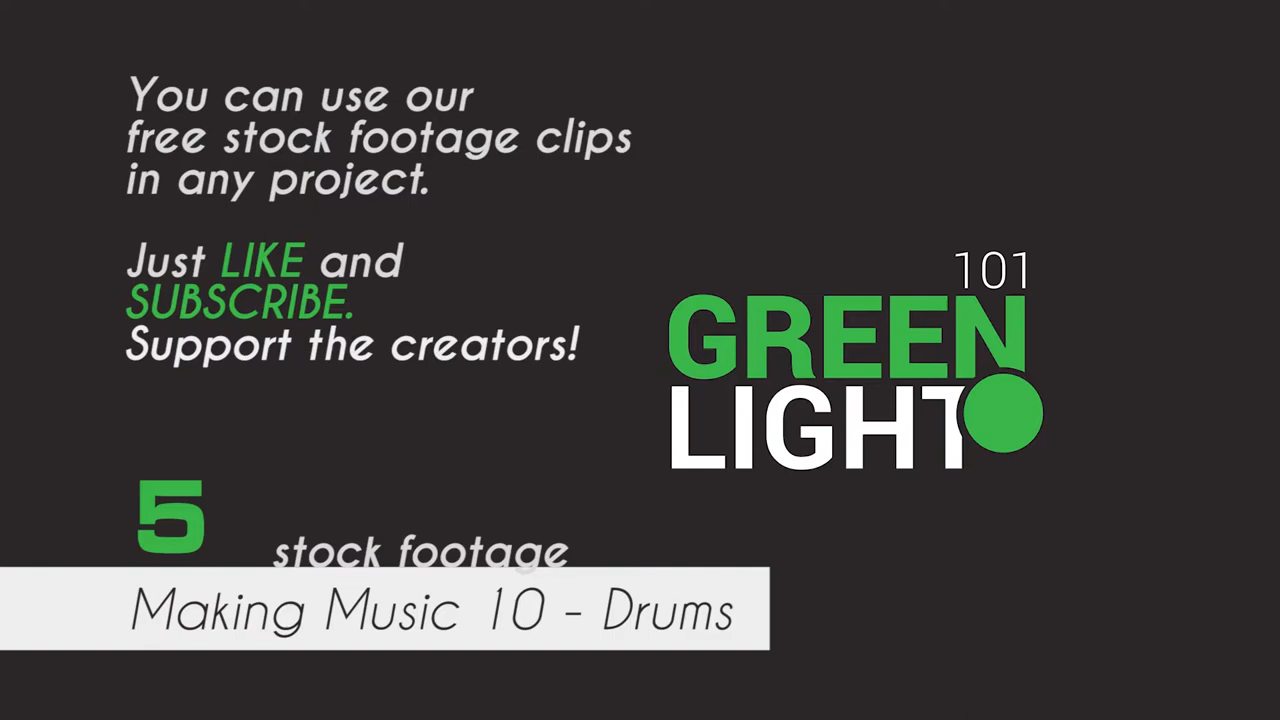 You can use our
free stock footage clips
in any project.
Just LIKE and
SUBSCRIBE.
Support the creators!
101
GREEN
LIGHT
5
stock footage
Making Music 10 - Drums